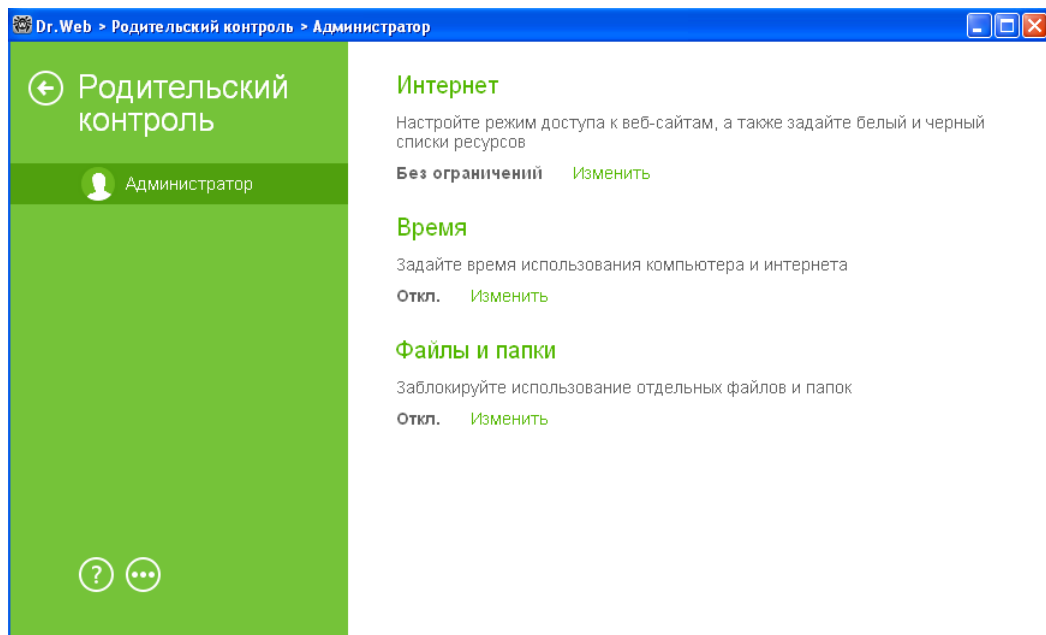 Dr.Web > Родительский контроль > Администратор
Родительский
контроль
Администратор
Интернет
Настройте режим доступа к веб-сайтам, а также задайте белый и черный
списки ресурсов
Без ограничений Изменить
Время
Задайте время использования компьютера и интернета
Откл. Изменить
Файлы и папки
Заблокируйте использование отдельных файлов и папок
Откл. Изменить
?